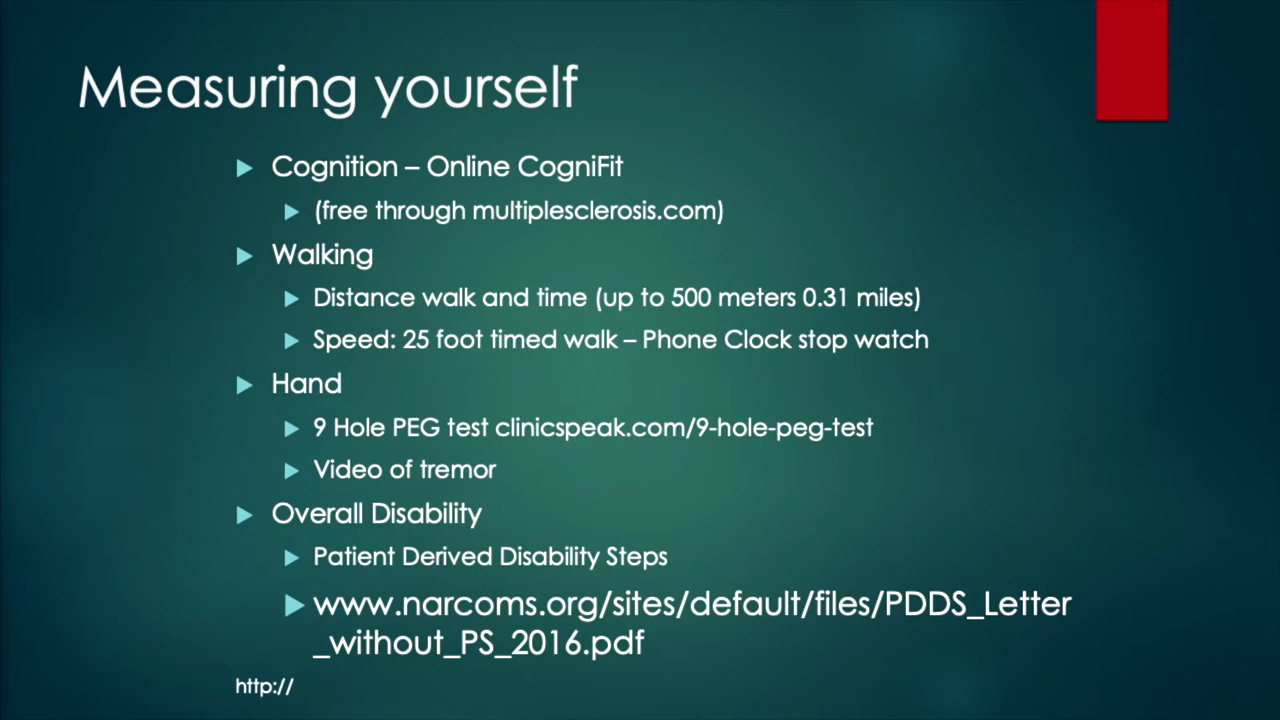 Measuring yourself
Cognition – Online CogniFit
(free through multiplesclerosis.com)
Walking
Distance walk and time (up to 500 meters 0.31 miles)
Speed: 25 foot timed walk – Phone Clock stop watch
Hand
9 Hole PEG test clinicspeak.com/9-hole-peg-test
Video of tremor
Overall Disability
Patient Derived Disability Steps
www.narcoms.org/sites/default/files/PDDS_Letter
_without_PS_2016.pdf
http://